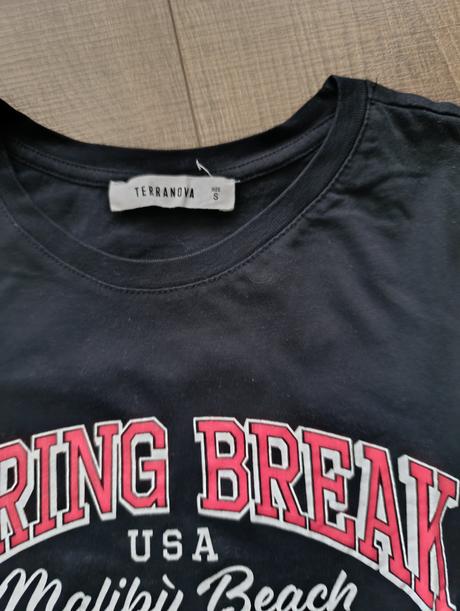 TERRANOVA
SIZE
S
RING BREAK
USA
Malibù Beach